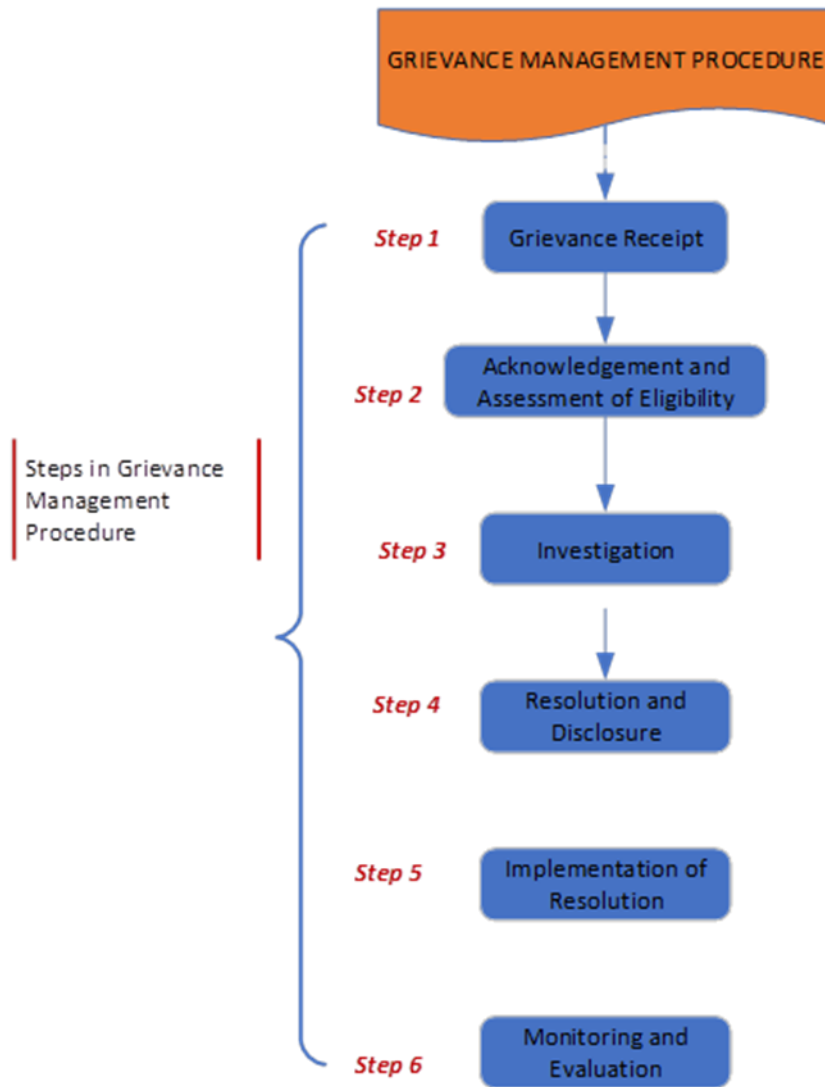 GRIEVANCE MANAGEMENT PROCEDURE
Step 1
Grievance Receipt
Step 2
Acknowledgement and
Assessment of Eligibility
Steps in Grievance
Management
Procedure
Step 3
Investigation
Step 4
Resolution and
Disclosure
Step 5
Implementation of
Resolution
Step 6
Monitoring and
Evaluation